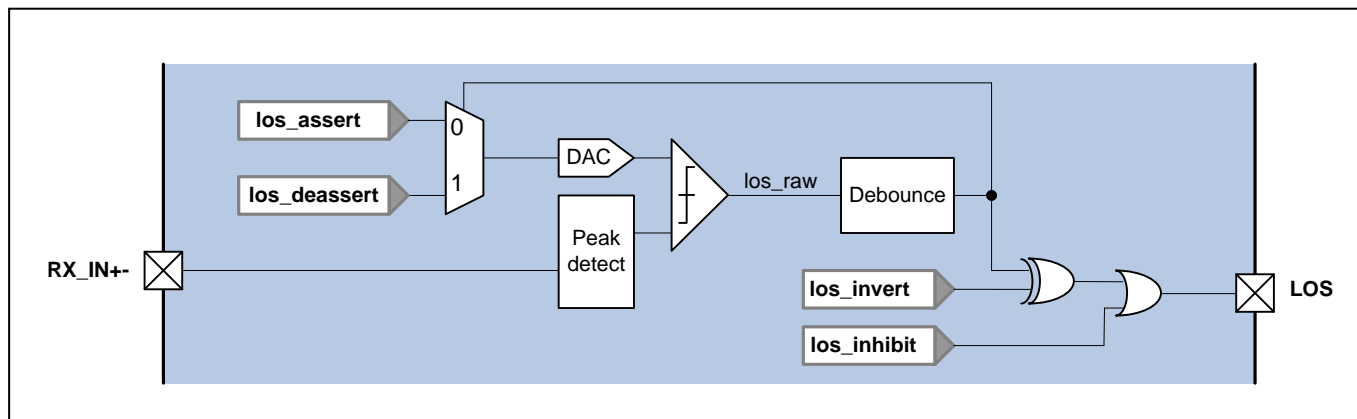 los_assert
0
DAC
los_raw
Debounce
1
los_deassert
Peak
detect
RX_IN+-
los_invert
LOS
los_inhibit